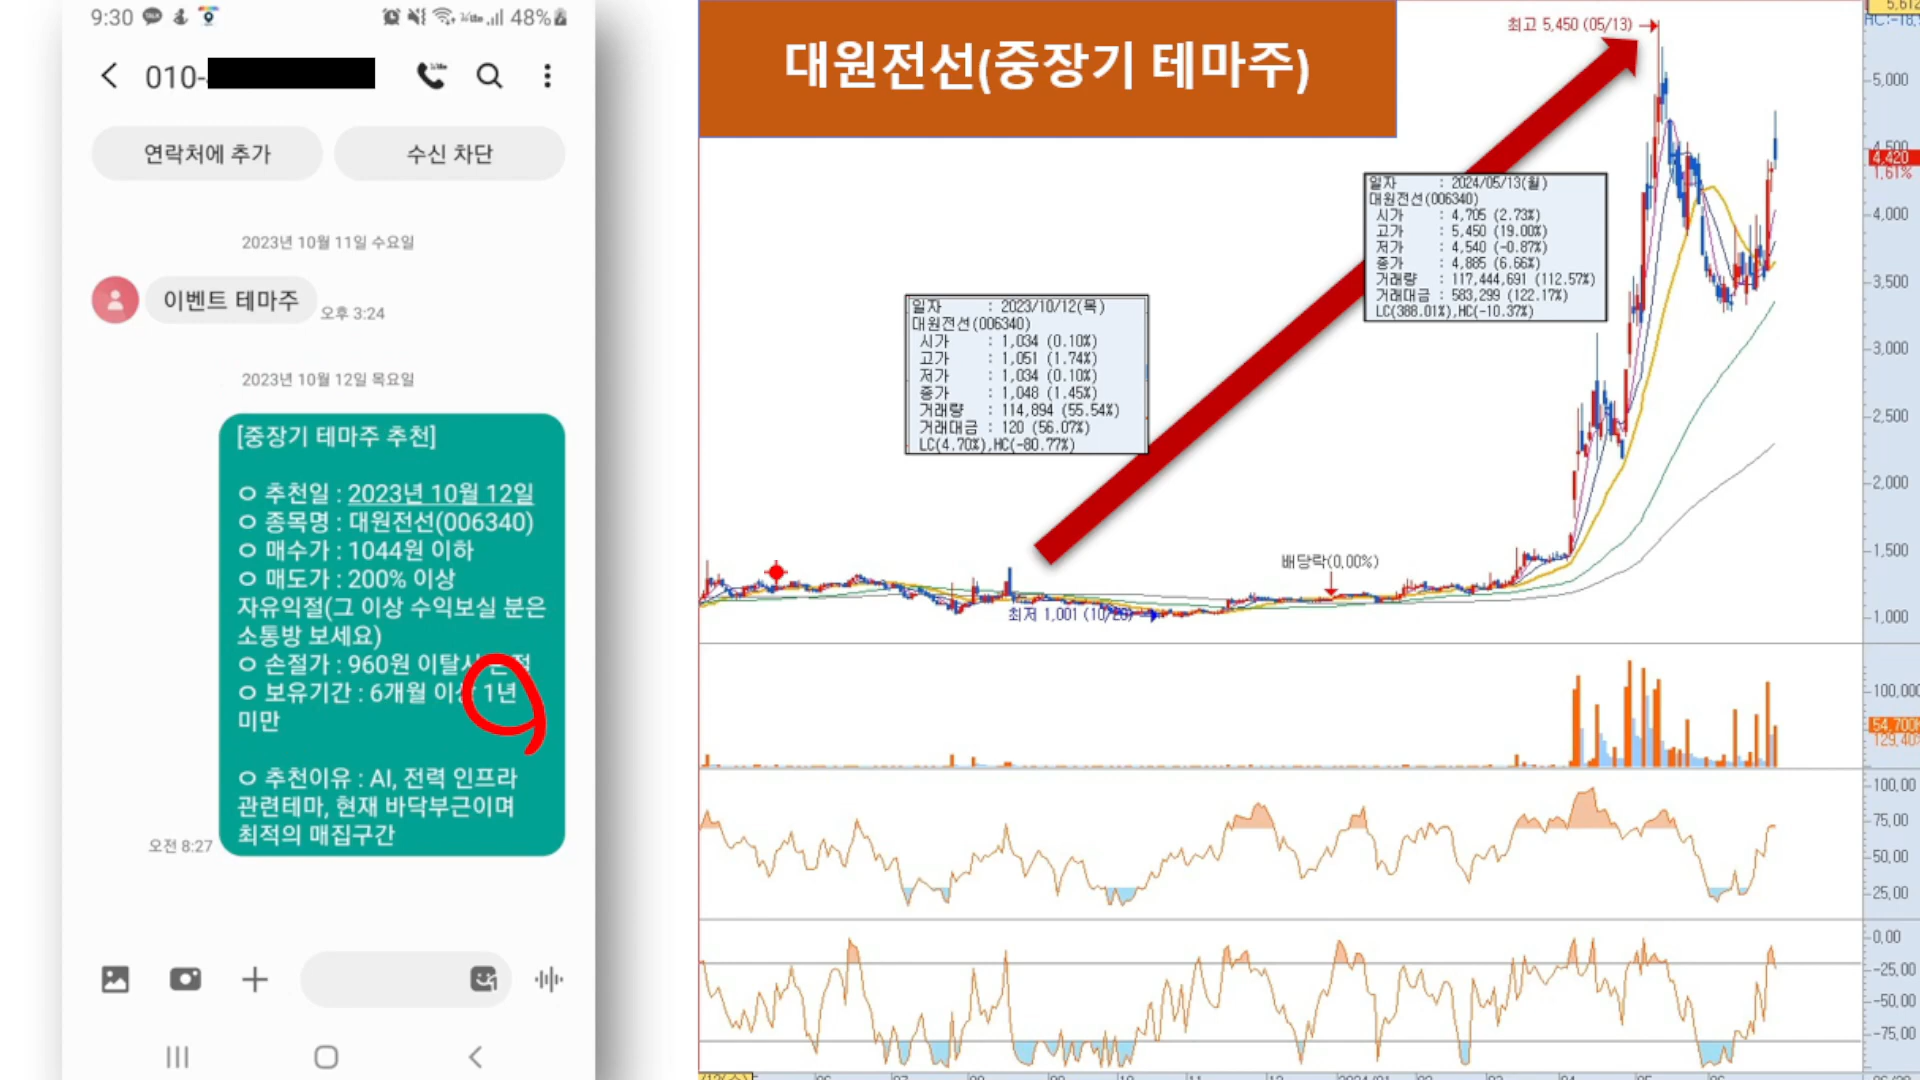 9:30
48%
010-
연락처에 추가
수신 차단
2023년 10월 11일 수요일
이벤트 테마주
오후 3:24
2023년 10월 12일 목요일
[중장기 테마주 추천]
ㅇ 추천일 : 2023년 10월 12일
ㅇ 종목명 : 대원전선(006340)
ㅇ 매수가 : 1044원 이하
ㅇ 매도가 : 200% 이상
자유익절(그 이상 수익보실 분은
소통방 보세요)
ㅇ 손절가 : 960원 이탈시 손절
ㅇ 보유기간 : 6개월 이상 1년
미만
ㅇ 추천이유 : AI, 전력 인프라
관련테마, 현재 바닥부근이며
최적의 매집구간
오전 8:27
대원전선(중장기 테마주)
최고 5,450 (05/13)
일자 : 2024/05/13(월)
대원전선(006340)
시가 : 4,705 (2.73%)
고가 : 5,450 (19.00%)
저가 : 4,540 (-0.87%)
종가 : 4,885 (6.66%)
거래량 : 117,444,691 (112.57%)
거래대금 : 583,299 (122.17%)
LC(388.01%),HC(-10.37%)
일자 : 2023/10/12(목)
대원전선(006340)
시가 : 1,034 (0.10%)
고가 : 1,051 (1.74%)
저가 : 1,034 (0.10%)
종가 : 1,048 (1.45%)
거래량 : 114,894 (55.54%)
거래대금 : 120 (56.07%)
LC(4.70%),HC(-80.77%)
배당락(0.00%)
최저 1,001 (10/26)
5,000
4,500
4,420
1.61%
4,000
3,500
3,000
2,500
2,000
1,500
1,000
100,000
54,700
100,00
75,00
50,00
25,00
0,00
-25,00
-50,00
-75,00